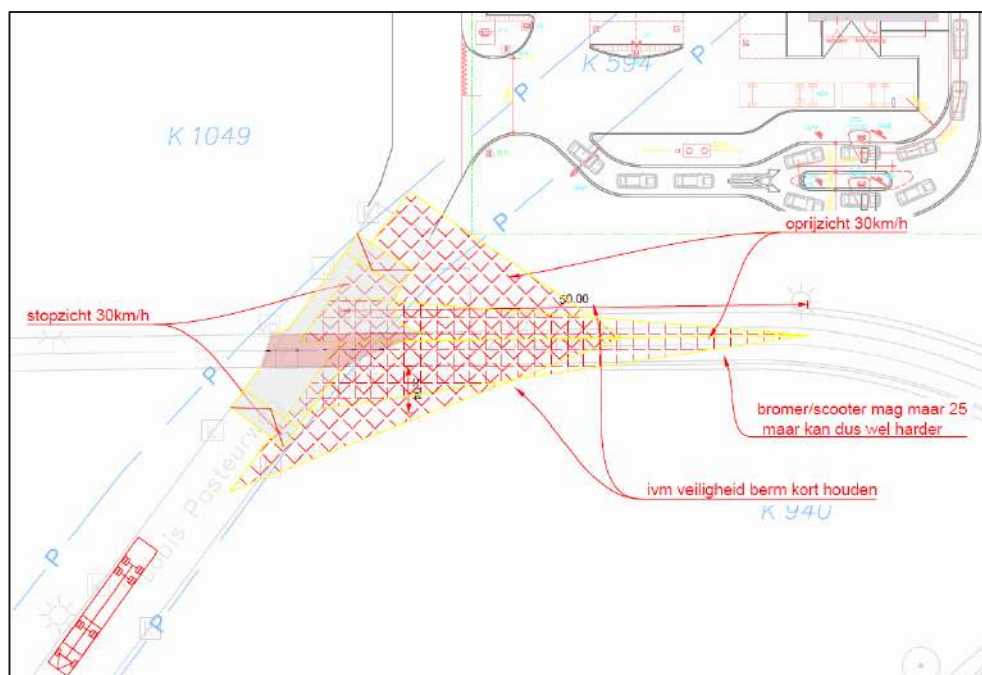 K 594
K 1049
P
P
P
oprijzicht 30km/h
50.00
stopzicht 30km/h
bromer/scooter mag maar 25
maar kan dus wel harder
ivm veiligheid berm kort houden
K 940
Louis Pasteurw
P
P
P